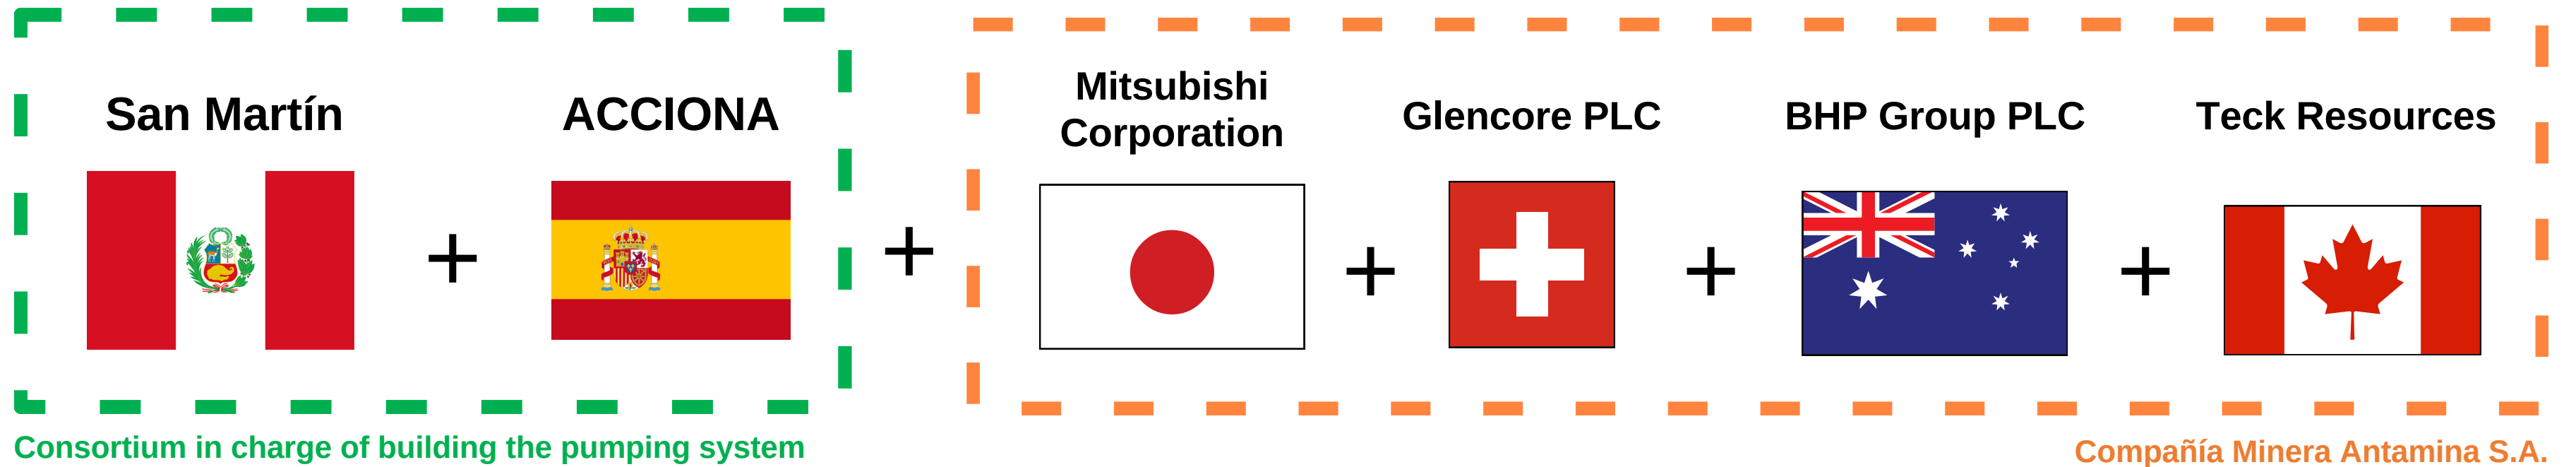 San Martín
ACCIONA
Mitsubishi
Corporation
Glencore PLC
BHP Group PLC
Teck Resources
+
+
+
+
+
Consortium in charge of building the pumping system
Compañía Minera Antamina S.A.